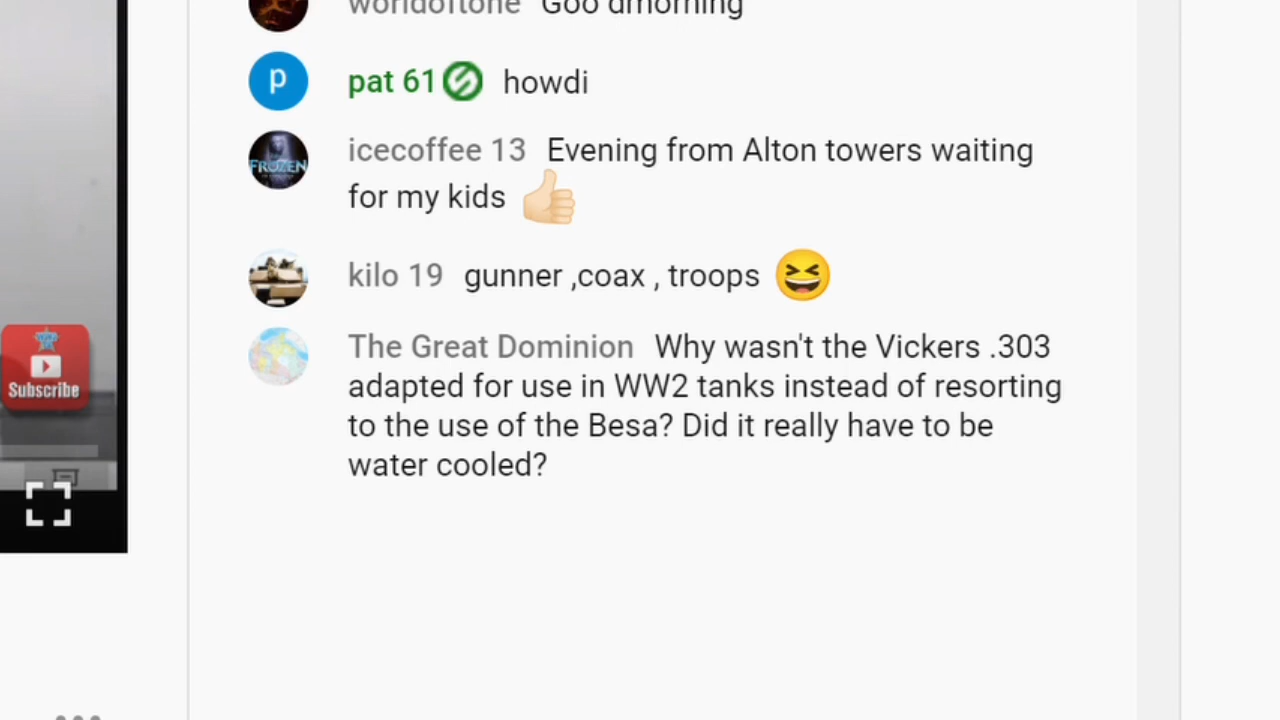 worldoftone Goo dmorning
p
pat 61 howdi
FROZEN
icecoffee 13 Evening from Alton towers waiting
for my kids
kilo 19 gunner ,coax , troops
The Great Dominion Why wasn't the Vickers .303
adapted for use in WW2 tanks instead of resorting
to the use of the Besa? Did it really have to be
water cooled?
Subscribe